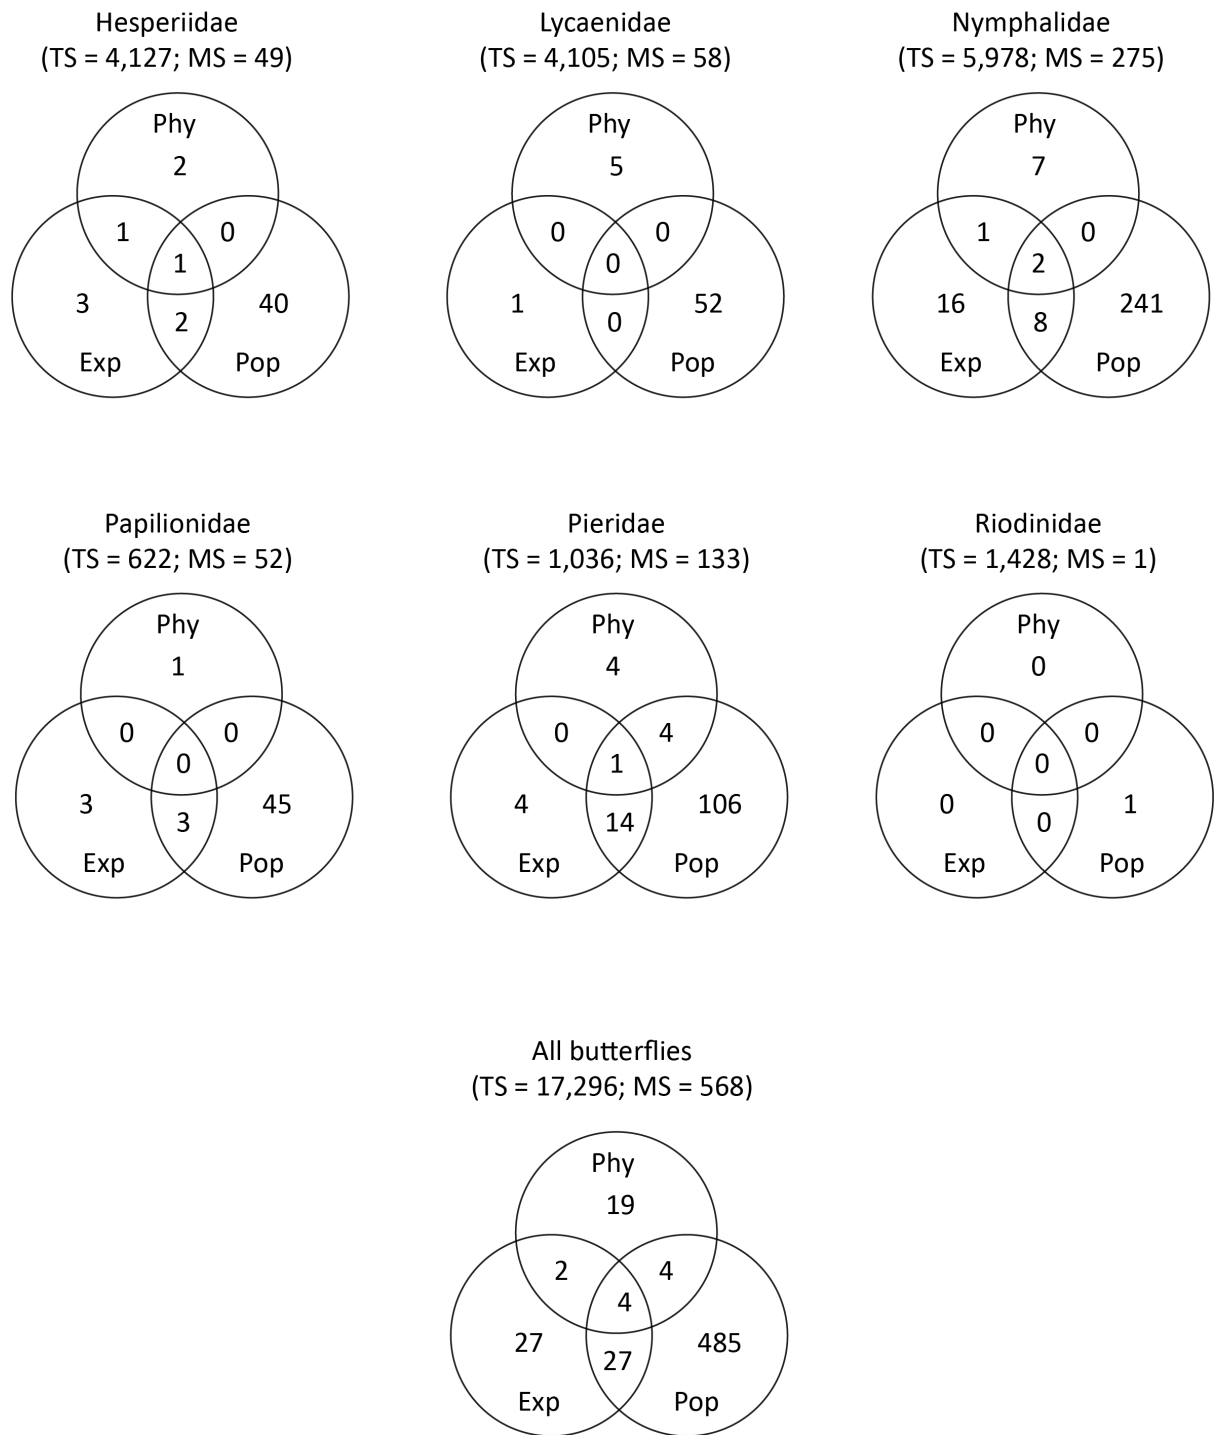 Hesperiidae
(TS = 4,127; MS = 49)
Phy
2
1
0
1
3
40
2
Exp
Pop
Lycaenidae
(TS = 4,105; MS = 58)
Phy
5
0
0
0
1
52
0
Exp
Pop
Nymphalidae
(TS = 5,978; MS = 275)
Phy
7
1
0
2
16
241
8
Exp
Pop
Papilionidae
(TS = 622; MS = 52)
Phy
1
0
0
0
3
45
3
Exp
Pop
Pieridae
(TS = 1,036; MS = 133)
Phy
4
0
4
1
4
106
14
Exp
Pop
Riodinidae
(TS = 1,428; MS = 1)
Phy
0
0
0
0
0
1
0
Exp
Pop
All butterflies
(TS = 17,296; MS = 568)
Phy
19
2
4
4
27
485
27
Exp
Pop